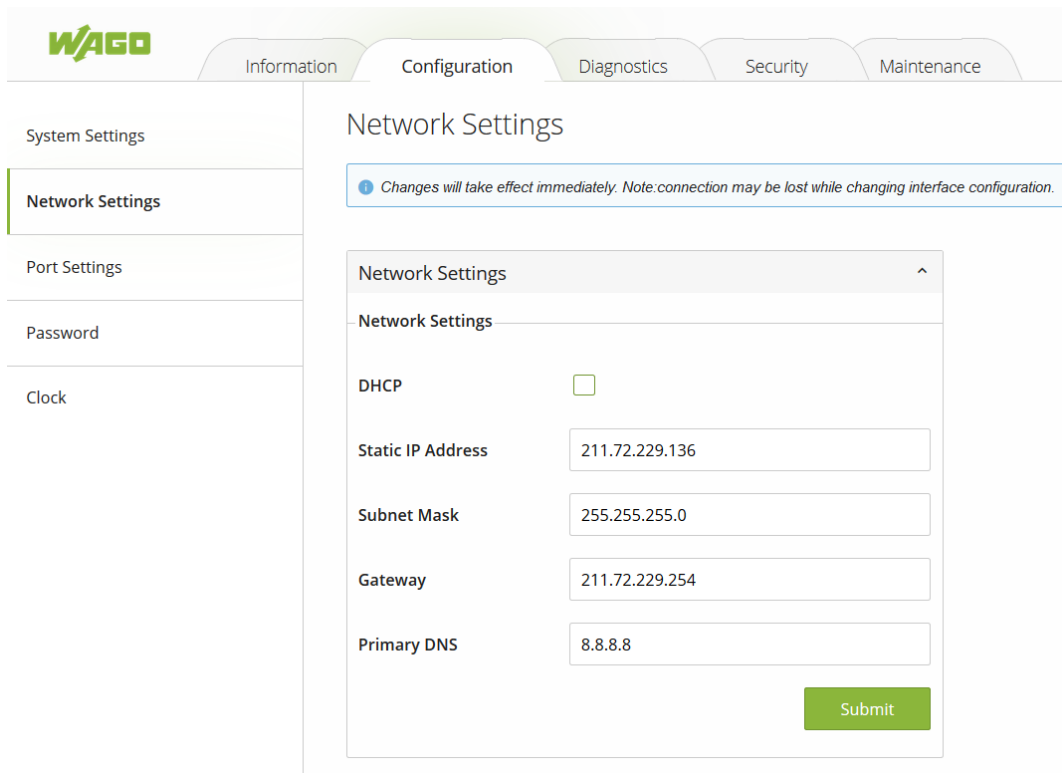 WAGO
Information
Configuration
Diagnostics
Security
Maintenance
System Settings
Network Settings
Port Settings
Password
Clock
Network Settings
Changes will take effect immediately. Note:connection may be lost while changing interface configuration.
Network Settings
Network Settings
DHCP
Static IP Address 211.72.229.136
Subnet Mask 255.255.255.0
Gateway 211.72.229.254
Primary DNS 8.8.8.8
Submit